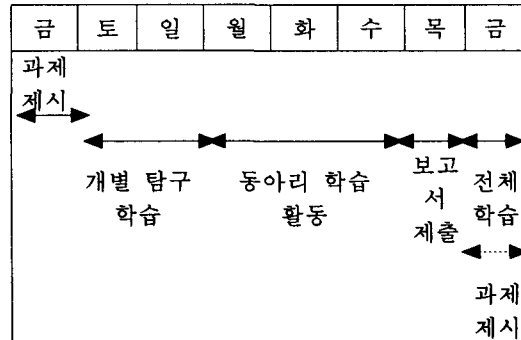 금 토 일 월 화 수 목 금
과제
제시
개별 탐구
학습
동아리 학습
활동
보고
서
제출
전체
학습
과제
제시